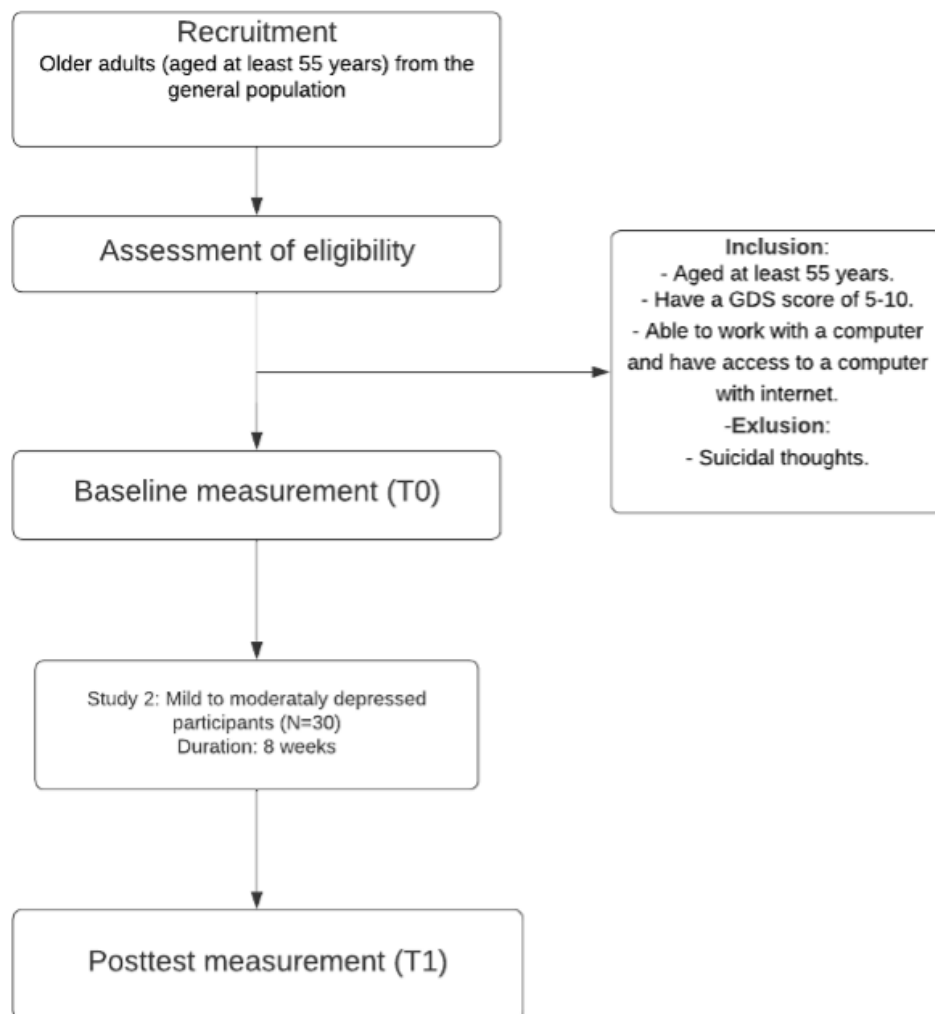 Recruitment
Older adults (aged at least 55 years) from the
general population
Assessment of eligibility
Inclusion:
- Aged at least 55 years.
- Have a GDS score of 5-10.
- Able to work with a computer
and have access to a computer
with internet.
-Exlusion:
- Suicidal thoughts.
Baseline measurement (T0)
Study 2: Mild to moderataly depressed
participants (N=30)
Duration: 8 weeks
Posttest measurement (T1)